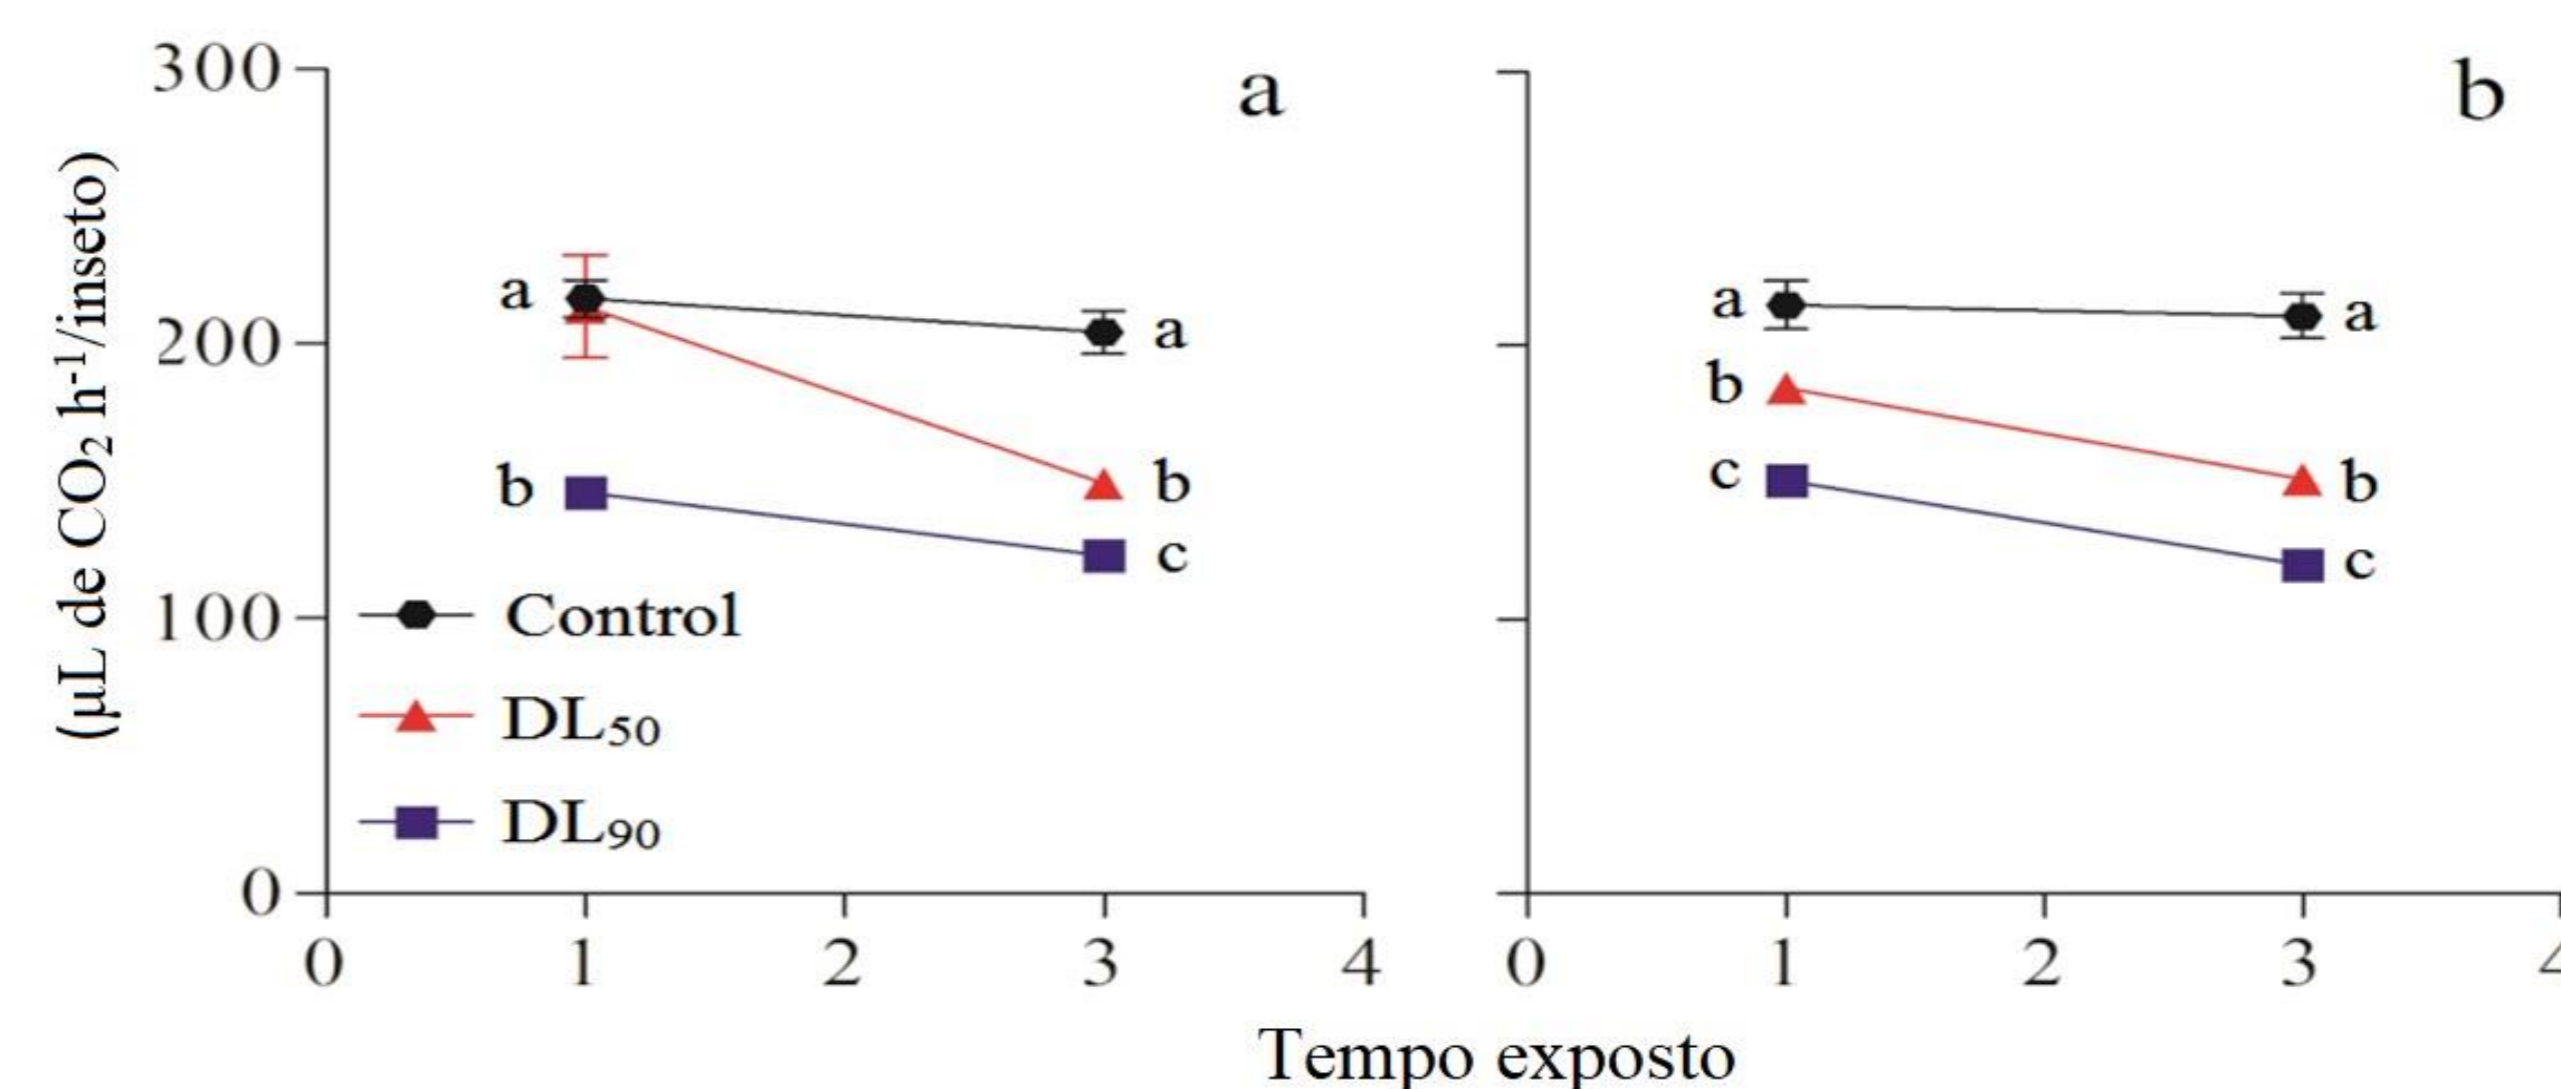 300
a
b
(µL de CO₂ h⁻¹/inseto)
a
a
a
a
200
b
b
b
b
c
c
c
100
Control
DL₅₀
DL₉₀
0
0 1 2 3 4 0 1 2 3 4
Tempo exposto